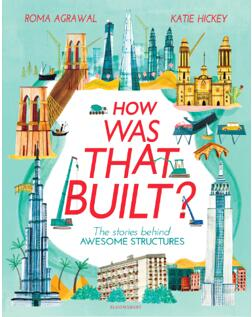 ROMA AGRAWAL
KATIE HICKEY
HOW
WAS
THAT
BUILT?
The stories behind
AWESOME STRUCTURES
BLOOMSBURY